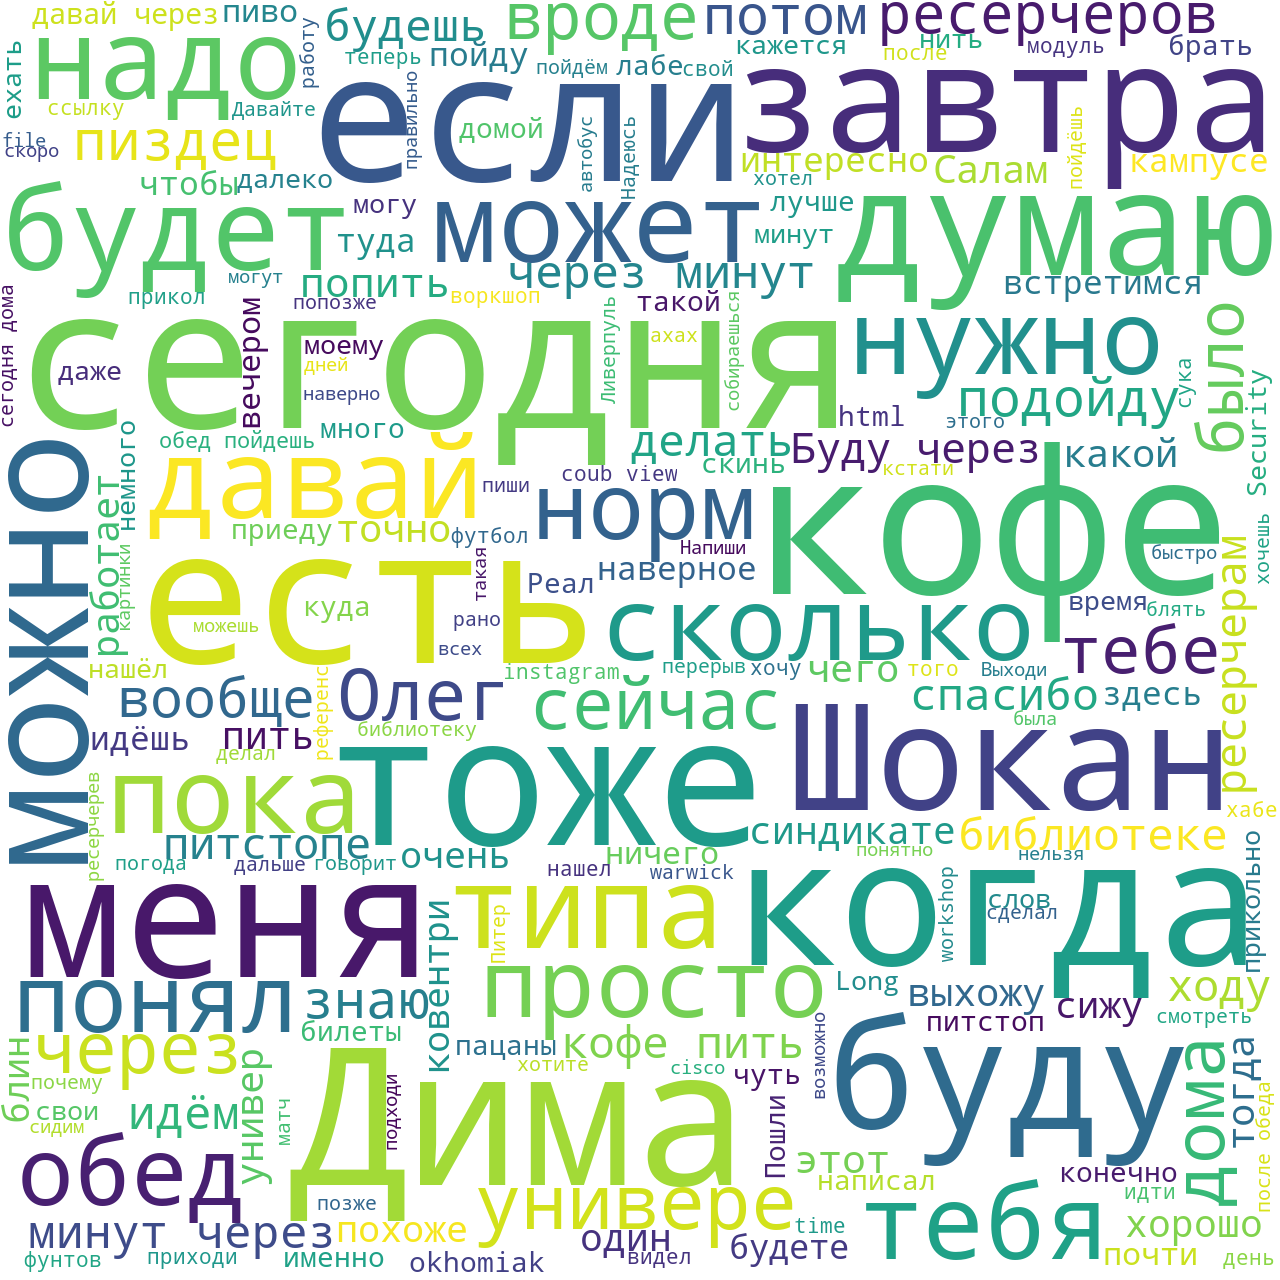 давай через
пиво
будешь
вроде
потом
ресерчеров
надо
работу
теперь
пойду
пойдём
лабе
свой
кажется
нить
после
модуль
брать
ехать
ссылку
Давайте
правильно
если
завтра
file
скоро
пиздец
домой
автобус
Надеюсь
интересно
Салам
пойдёшь
кампусе
чтобы
далеко
хотел
будет
могу
может
лучше
думаю
туда
минут
могут
попить
через минут
встретимся
прикол
попозже
воркшоп
такой
сегодня дома
сегодня
вечером
моему
ахах
Ливерпуль
собираешься
нужно
было
даже
дней
наверно
подойду
сука
Security
html
этого
много
обед пойдешь
делать
Буду через
какой
можно
немного
давай
скинь
кстати
coub view
пиши
норм
кофе
работает
приеду
точно
футбол
Напиши
быстро
хочешь
картинки
есть
такая
Реал
наверное
куда
сколько
время
блять
рано
можешь
всех
тебе
ресерчерам
нашёл
instagram
перерыв
хочу
чего
того
Выходи
вообще
Олег
референс
сейчас
спасибо
здесь
была
идёшь
пить
библиотеку
делал
тоже
Шокан
пока
ресерчерев
хабе
питстопе
синдикате
библиотеке
погода
дальше
говорит
очень
ничего
понятно
нельзя
прикольно
нашел
warwick
меня
типа
когда
ковентри
Питер
workshop
слов
сделал
понял
знаю
просто
Long
выхожу
сижу
ходу
билеты
питстоп
смотреть
блин
через
пацаны
кофе пить
возможно
буду
дома
тогда
почему
универ
Дима
хотите
cisco
чуть
свои
сидим
идём
матч
подходи
Пошли
этот
конечно
после обеда
обед
написал
идти
позже
универе
тебя
минут через
похоже
один
time
будете
хорошо
фунтов
приходи
именно
okhomiak
видел
почти
день